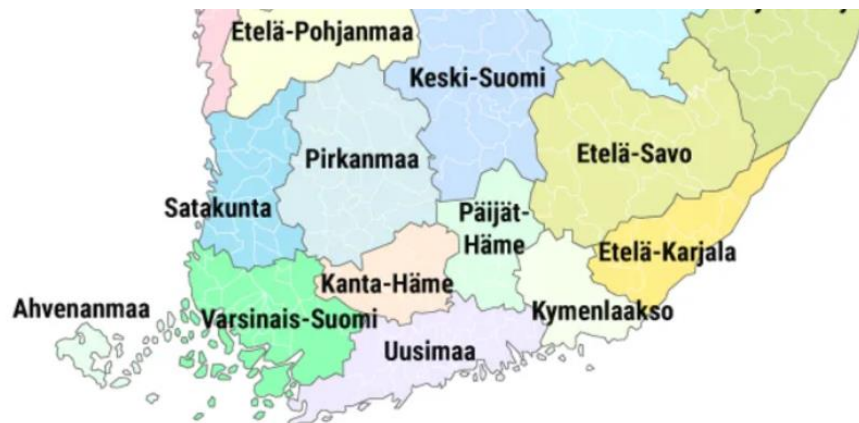 Etelä-Pohjanmaa
Keski-Suomi
Pirkanmaa
Etelä-Savo
Satakunta
Päijät-
Häme
Etelä-Karjala
Kanta-Häme
Ahvenanmaa
Varsinais-Suomi
Kymenlaakso
Uusimaa